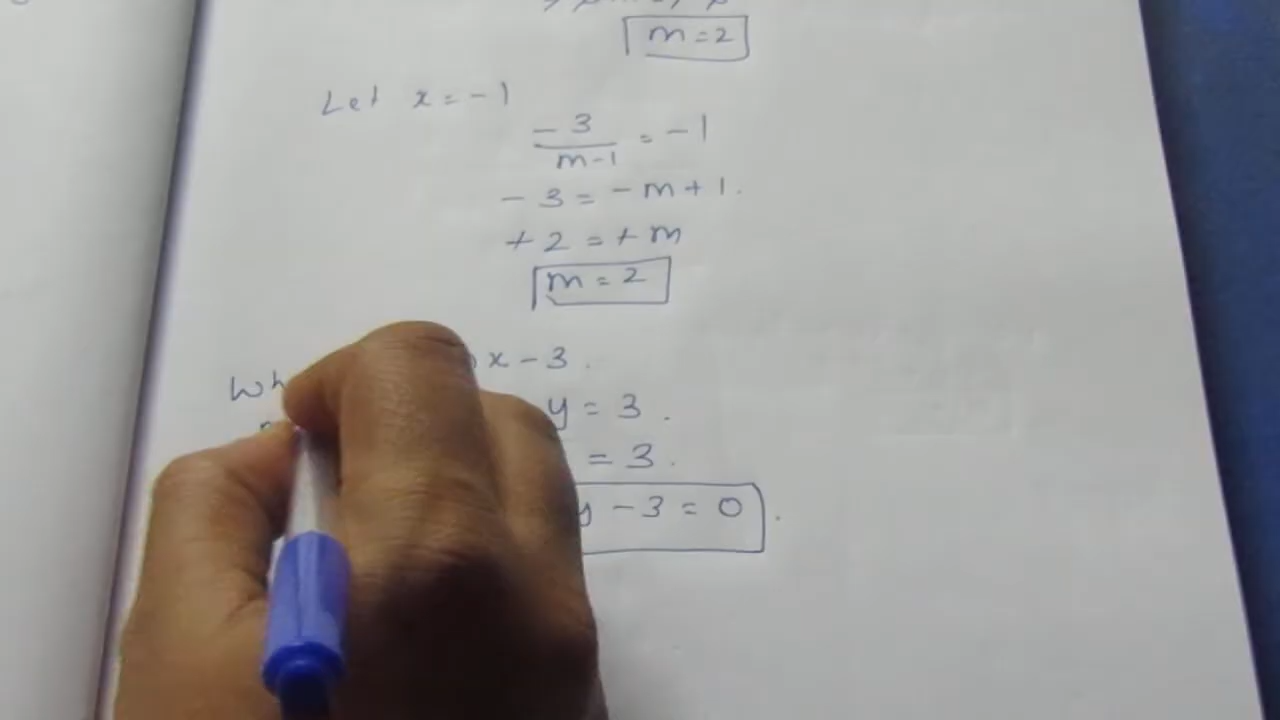 m = 2
Let x = - 1
- 3 / m - 1 = - 1
- 3 = - m + 1.
+ 2 = + m
m = 2
x - 3.
y = 3.
= 3.
y - 3 = 0.